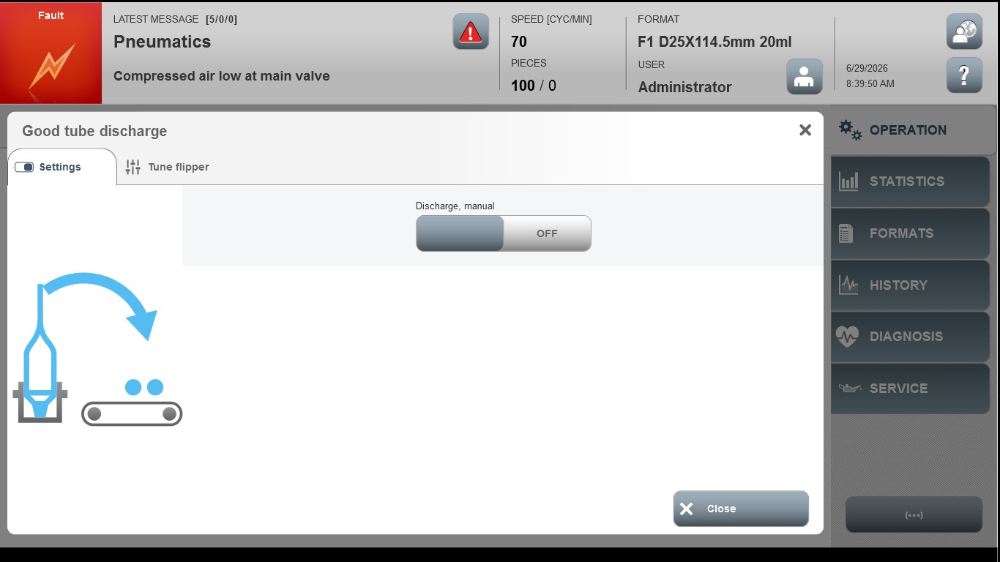 Fault
LATEST MESSAGE [5/0/0]
Pneumatics
Compressed air low at main valve
SPEED [CYC/MIN]
70
PIECES
100 / 0
FORMAT
F1 D25X114.5mm 20ml
USER
Administrator
6/29/2026
8:39:50 AM
?
Good tube discharge
Settings
Tune flipper
Discharge, manual
OFF
Close
OPERATION
STATISTICS
FORMATS
HISTORY
DIAGNOSIS
SERVICE
(•••)